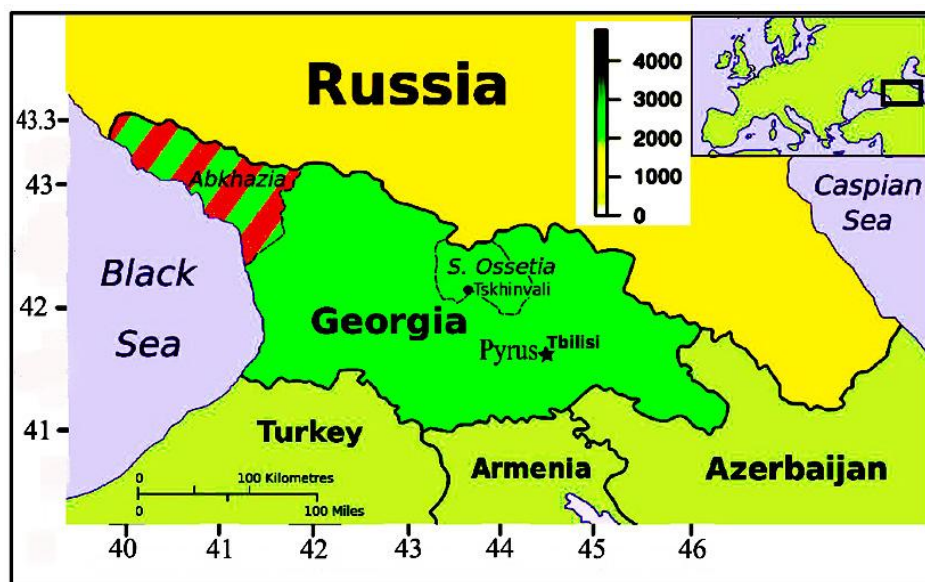 Russia
4000
3000
2000
1000
0
43.3
43
42
41
Abkhazia
Caspian
Sea
Black
Sea
S. Ossetia
Tskhinvali
Georgia
Pyrus
Tbilisi
Turkey
Armenia
Azerbaijan
0 100 Kilometres
0 100 Miles
40 41 42 43 44 45 46